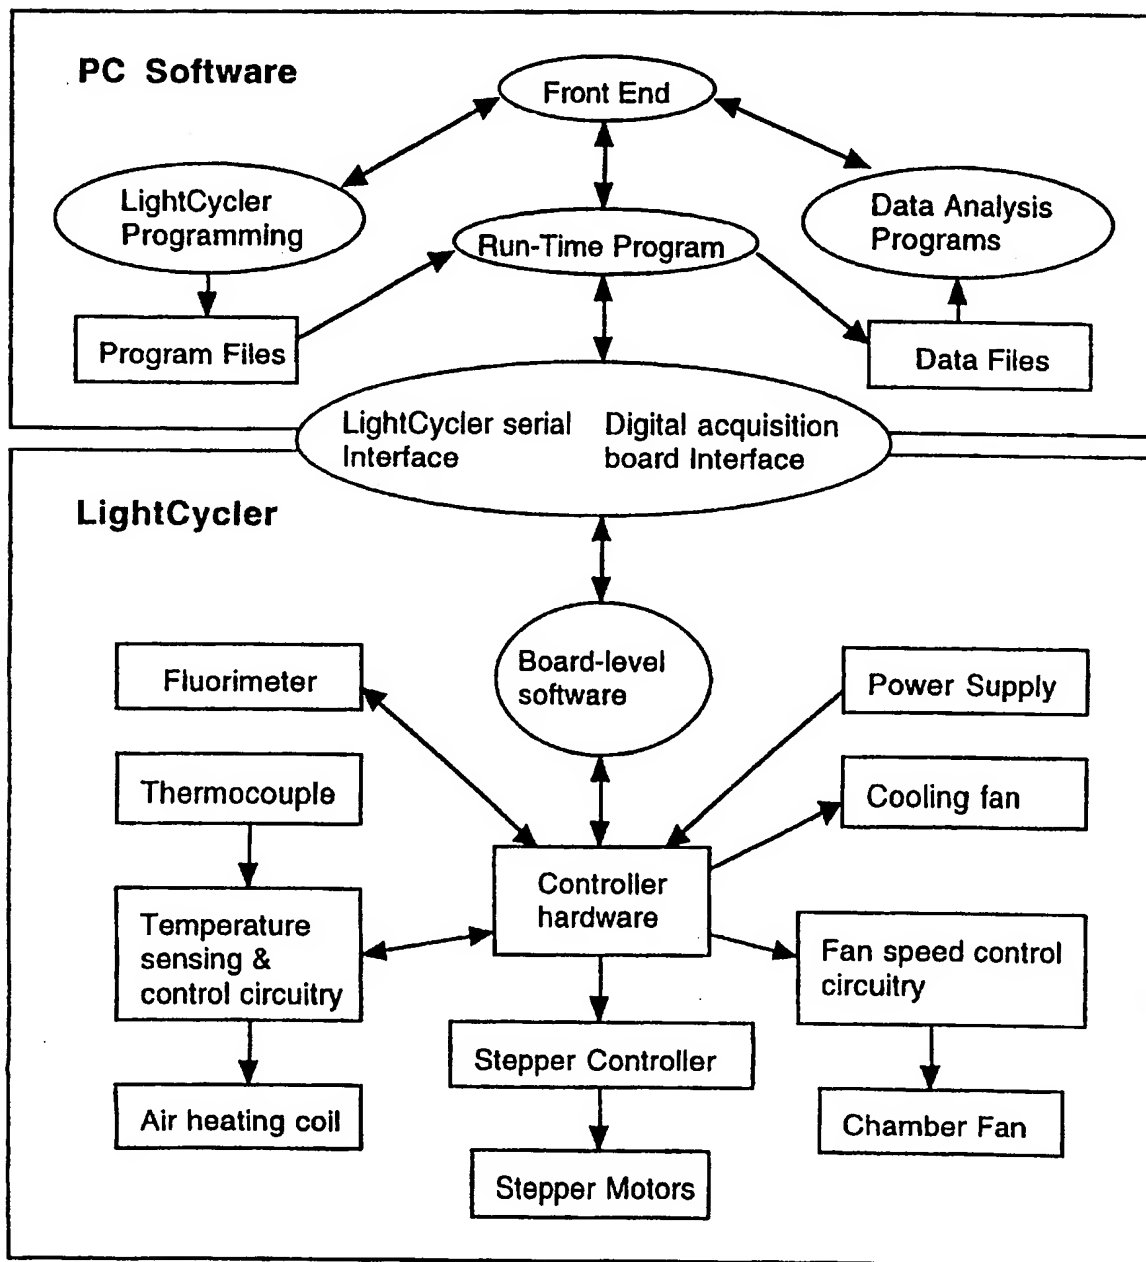 PC Software
Front End
LightCycler
Programming
Run-Time Program
Data Analysis
Programs
Program Files
Data Files
LightCycler serial
Interface
Digital acquisition
board Interface
LightCycler
Fluorimeter
Board-level
software
Power Supply
Thermocouple
Cooling fan
Controller
hardware
Temperature
sensing &
control circuitry
Fan speed control
circuitry
Stepper Controller
Air heating coil
Chamber Fan
Stepper Motors